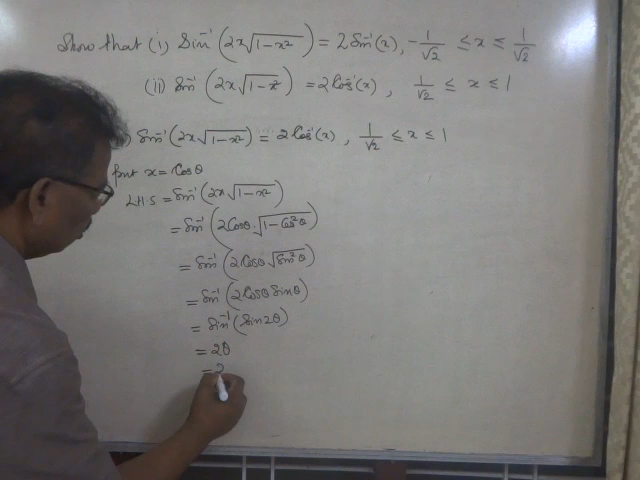 Show that (i) Sin⁻¹(2x√(1-x²)) = 2Sin⁻¹(x), -1/√2 ≤ x ≤ 1/√2
(ii) Sin⁻¹(2x√(1-x²)) = 2Cos⁻¹(x), 1/√2 ≤ x ≤ 1
) Sin⁻¹(2x√(1-x²)) = 2Cos⁻¹(x), 1/√2 ≤ x ≤ 1
put x = Cosθ
L.H.S = Sin⁻¹(2x√(1-x²))
= Sin⁻¹(2Cosθ.√(1-Cos²θ))
= Sin⁻¹(2Cosθ√(Sin²θ))
= Sin⁻¹(2Cosθ Sinθ)
= Sin⁻¹(Sin2θ)
= 2θ
= 2